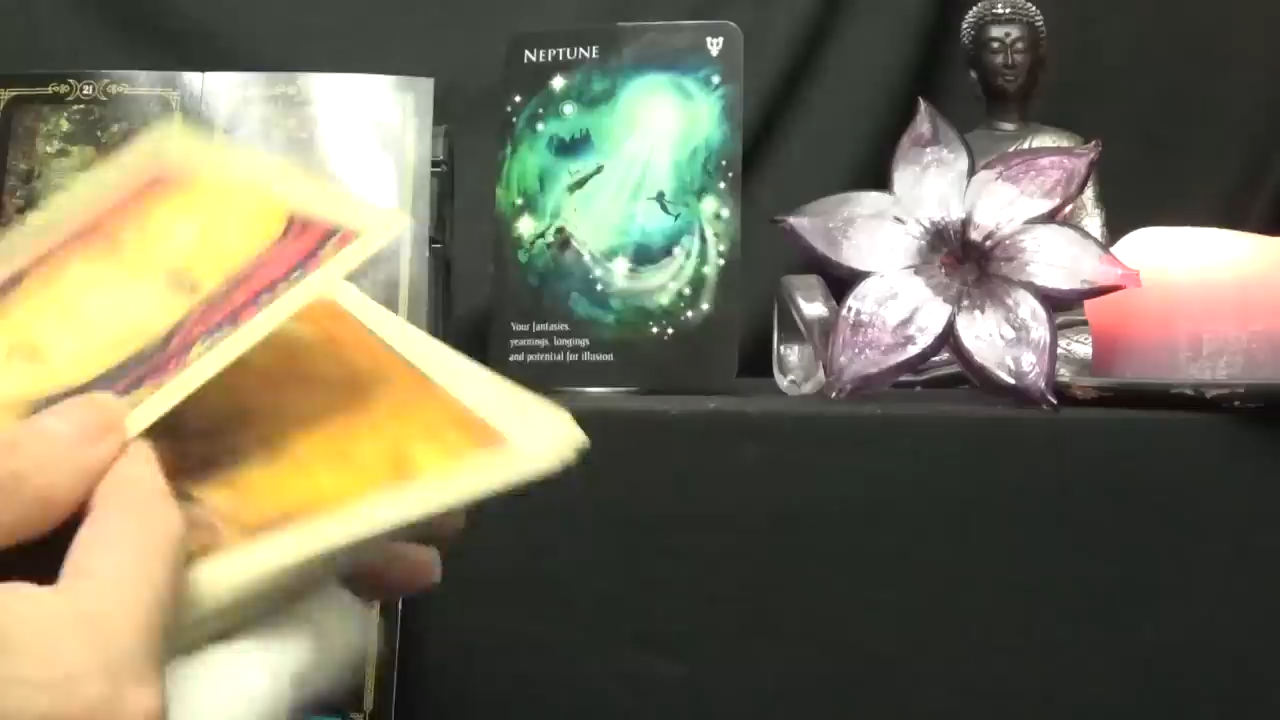 21
NEPTUNE
Your fantasies,
yearnings, longings
and potential for illusion